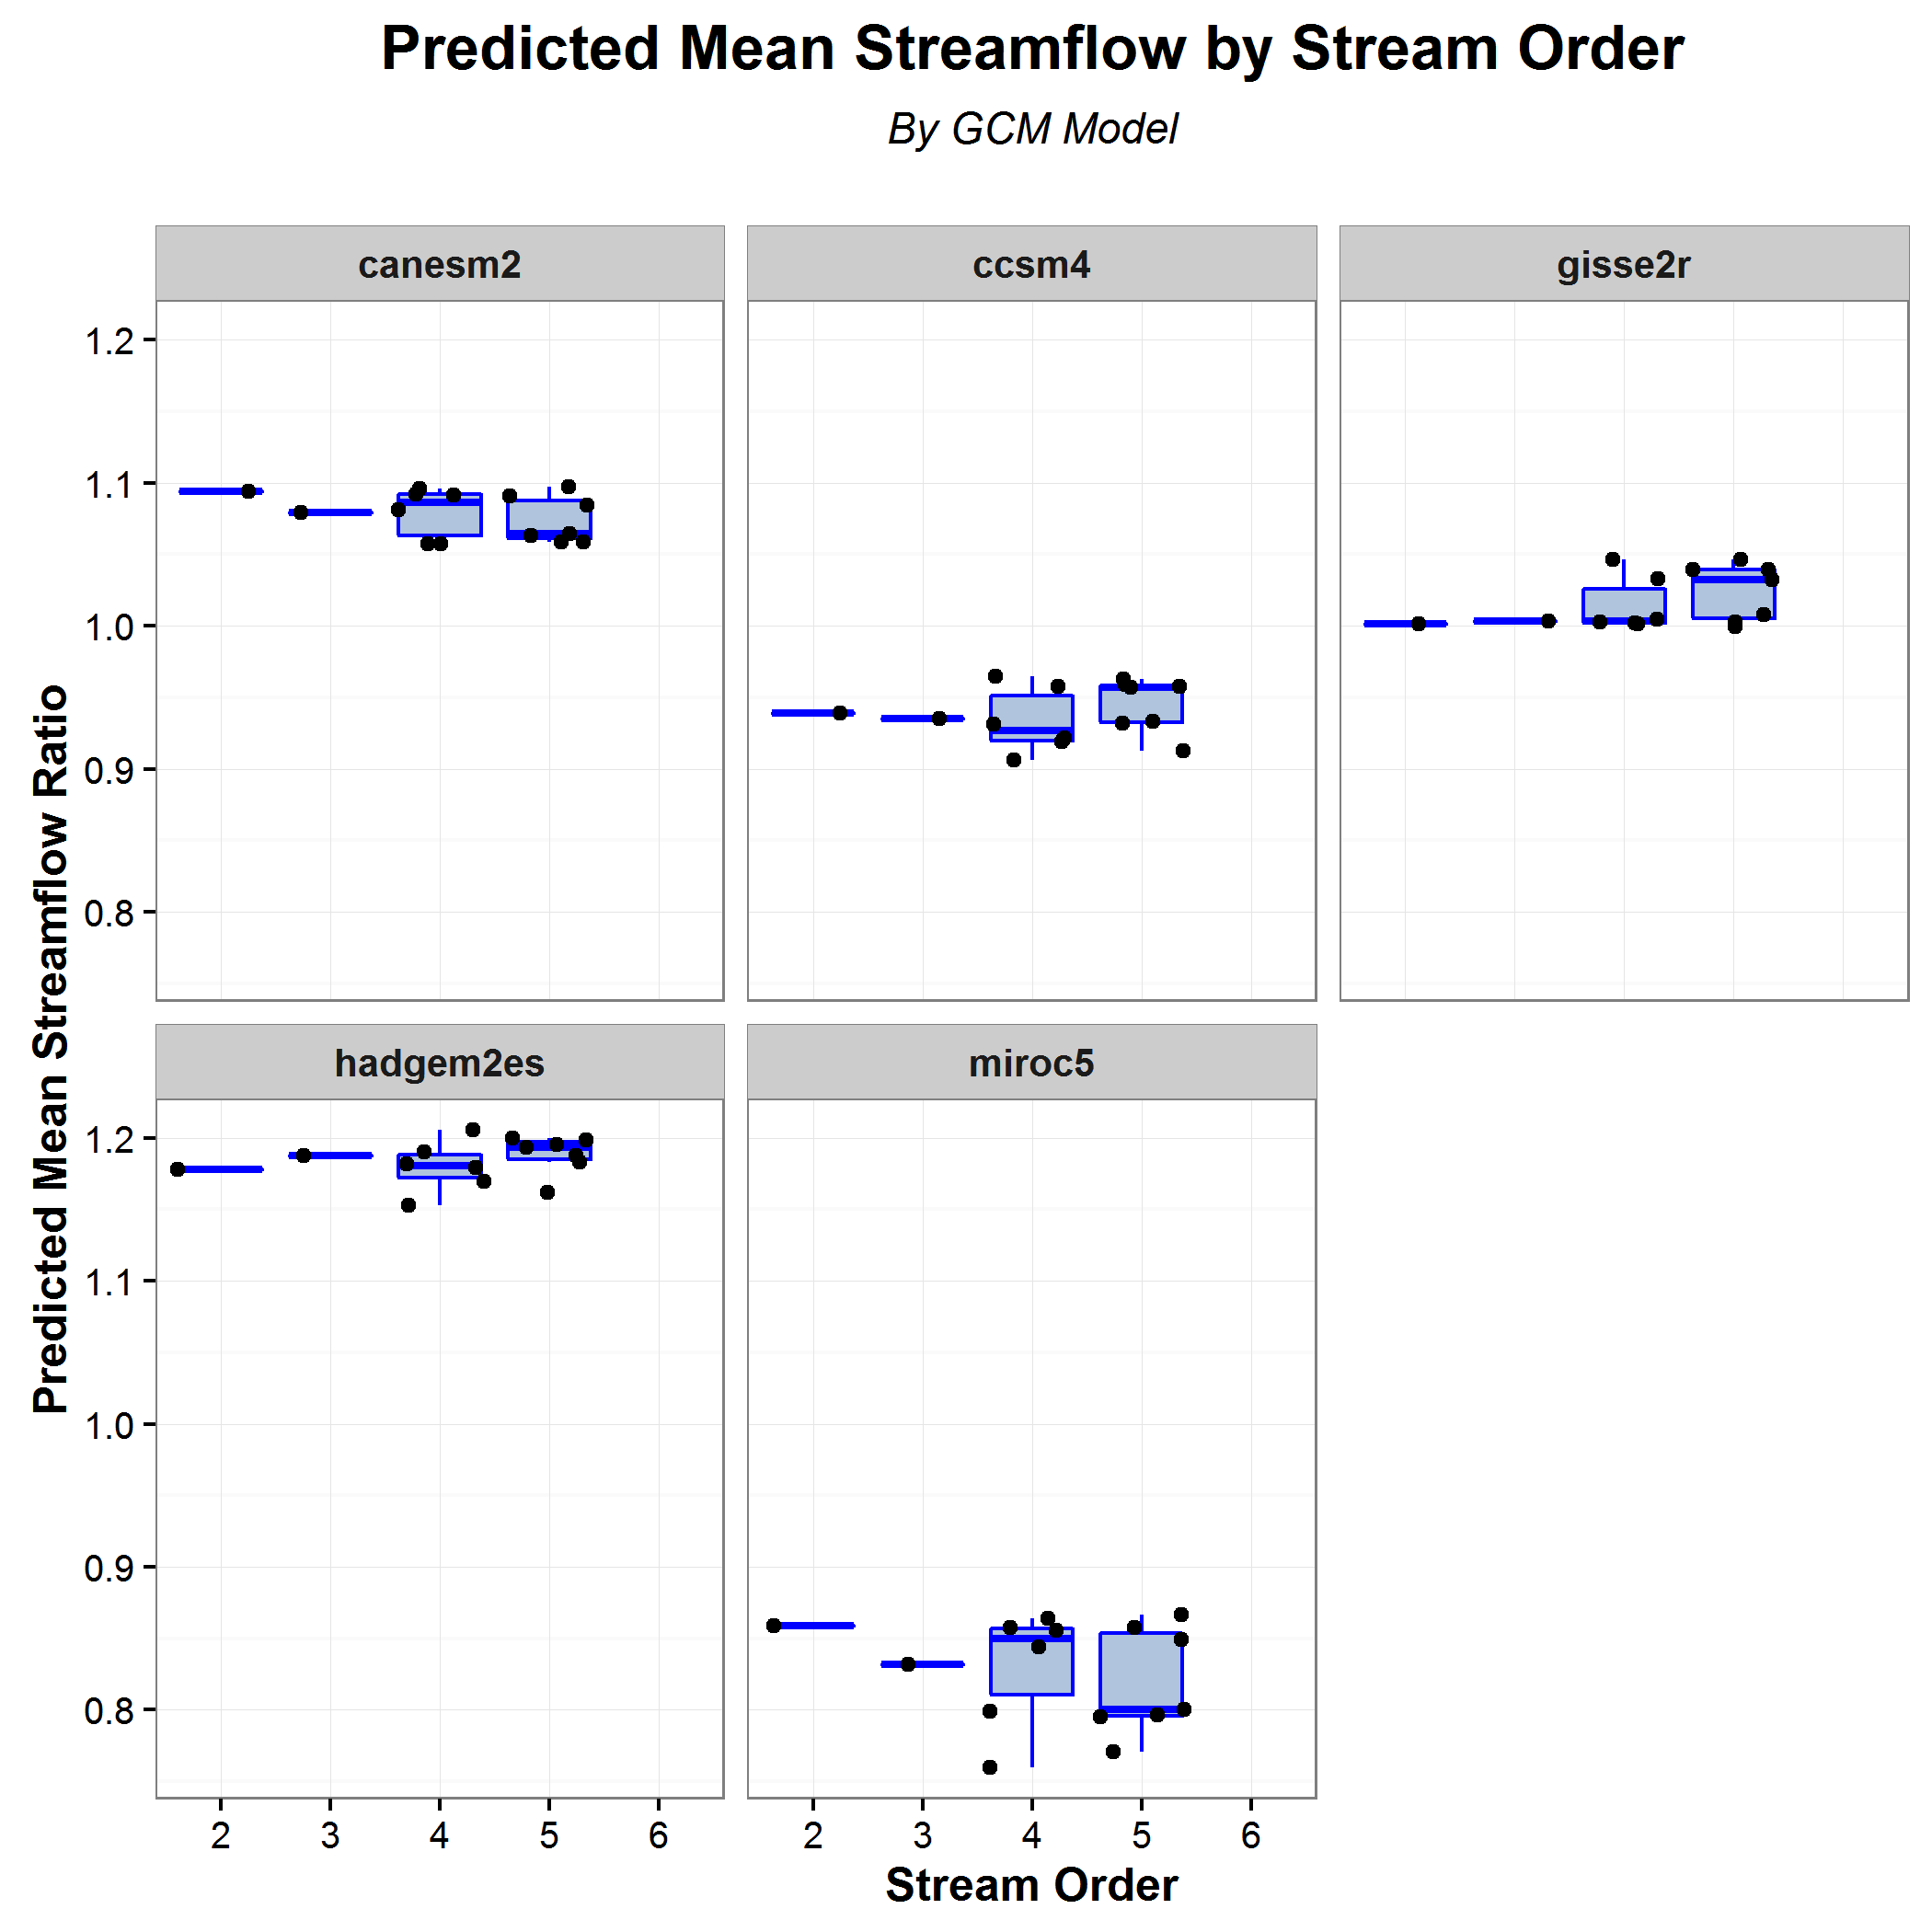 Predicted Mean Streamflow by Stream Order
By GCM Model
canesm2
ccsm4
gisse2r
1.2
1.1
1.0
0.9
0.8
Predicted Mean Streamflow Ratio
hadgem2es
miroc5
1.2
1.1
1.0
0.9
0.8
2 3 4 5 6
2 3 4 5 6
Stream Order